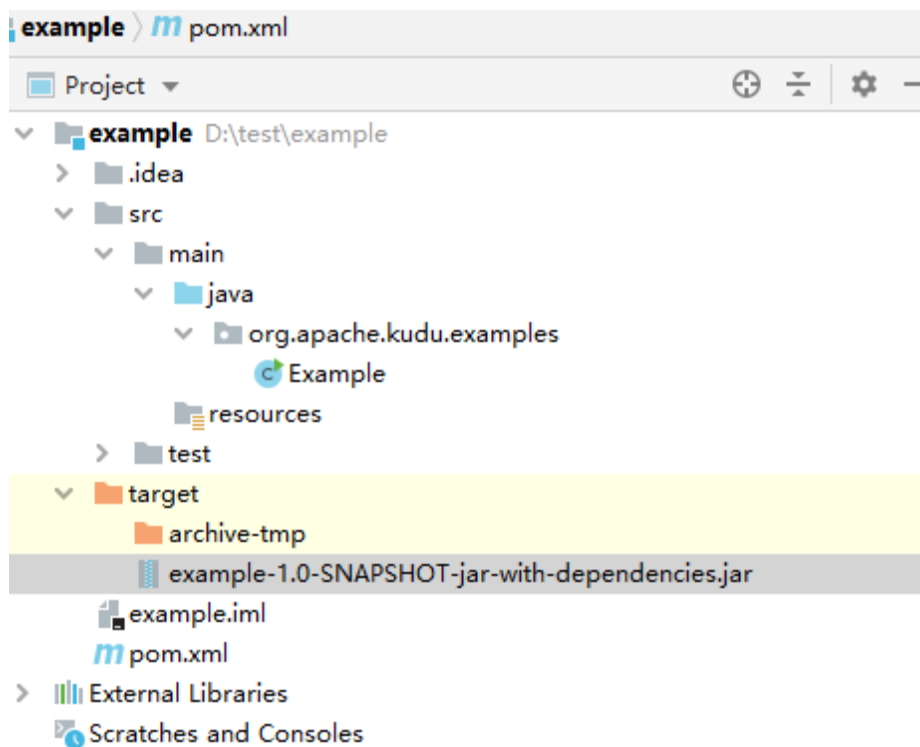 example pom.xml
Project
example D:\test\example
.idea
src
main
java
org.apache.kudu.examples
Example
resources
test
target
archive-tmp
example-1.0-SNAPSHOT-jar-with-dependencies.jar
example.iml
pom.xml
External Libraries
Scratches and Consoles